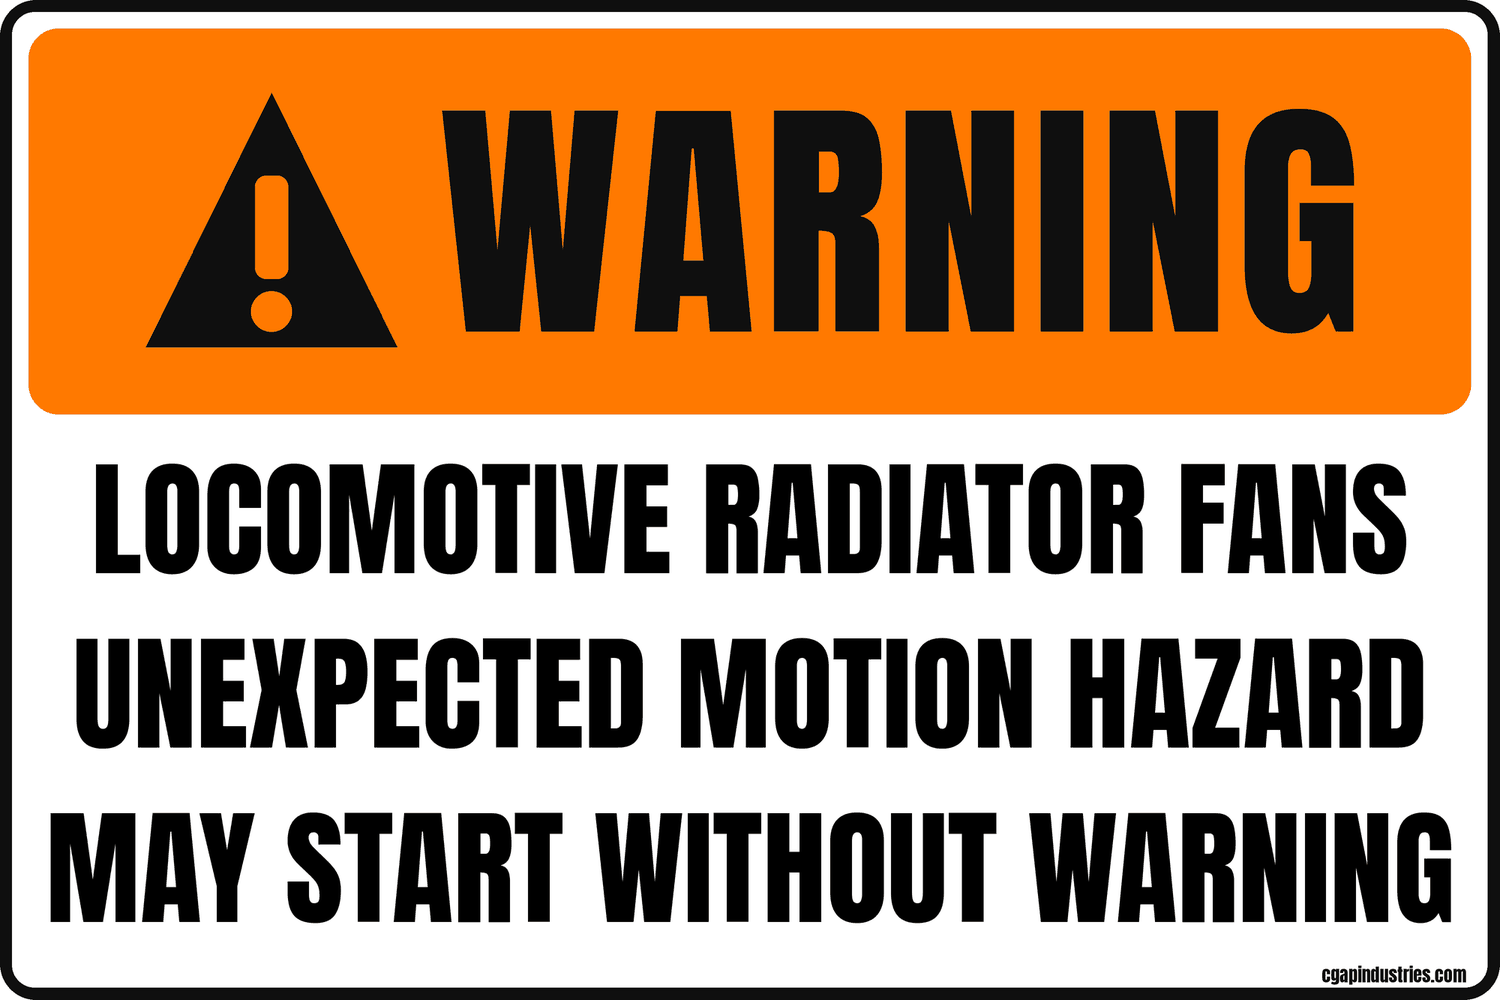 WARNING
LOCOMOTIVE RADIATOR FANS
UNEXPECTED MOTION HAZARD
MAY START WITHOUT WARNING
cgapindustries.com